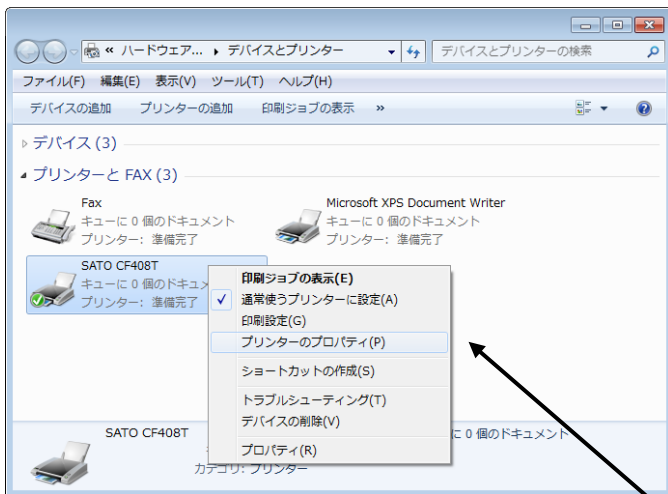 « ハードウェア... ▸ デバイスとプリンター
デバイスとプリンターの検索
ファイル(F) 編集(E) 表示(V) ツール(T) ヘルプ(H)
デバイスの追加 プリンターの追加 印刷ジョブの表示 »
デバイス (3)
プリンターと FAX (3)
Fax
キューに 0 個のドキュメント
プリンター: 準備完了
Microsoft XPS Document Writer
キューに 0 個のドキュメント
プリンター: 準備完了
SATO CF408T
キューに 0 個のドキュメ
プリンター: 準備完了
印刷ジョブの表示(E)
通常使うプリンターに設定(A)
印刷設定(G)
プリンターのプロパティ(P)
ショートカットの作成(S)
トラブルシューティング(T)
デバイスの削除(V)
プロパティ(R)
SATO CF408T
に 0 個のドキュメント
カテゴリ: プリンター